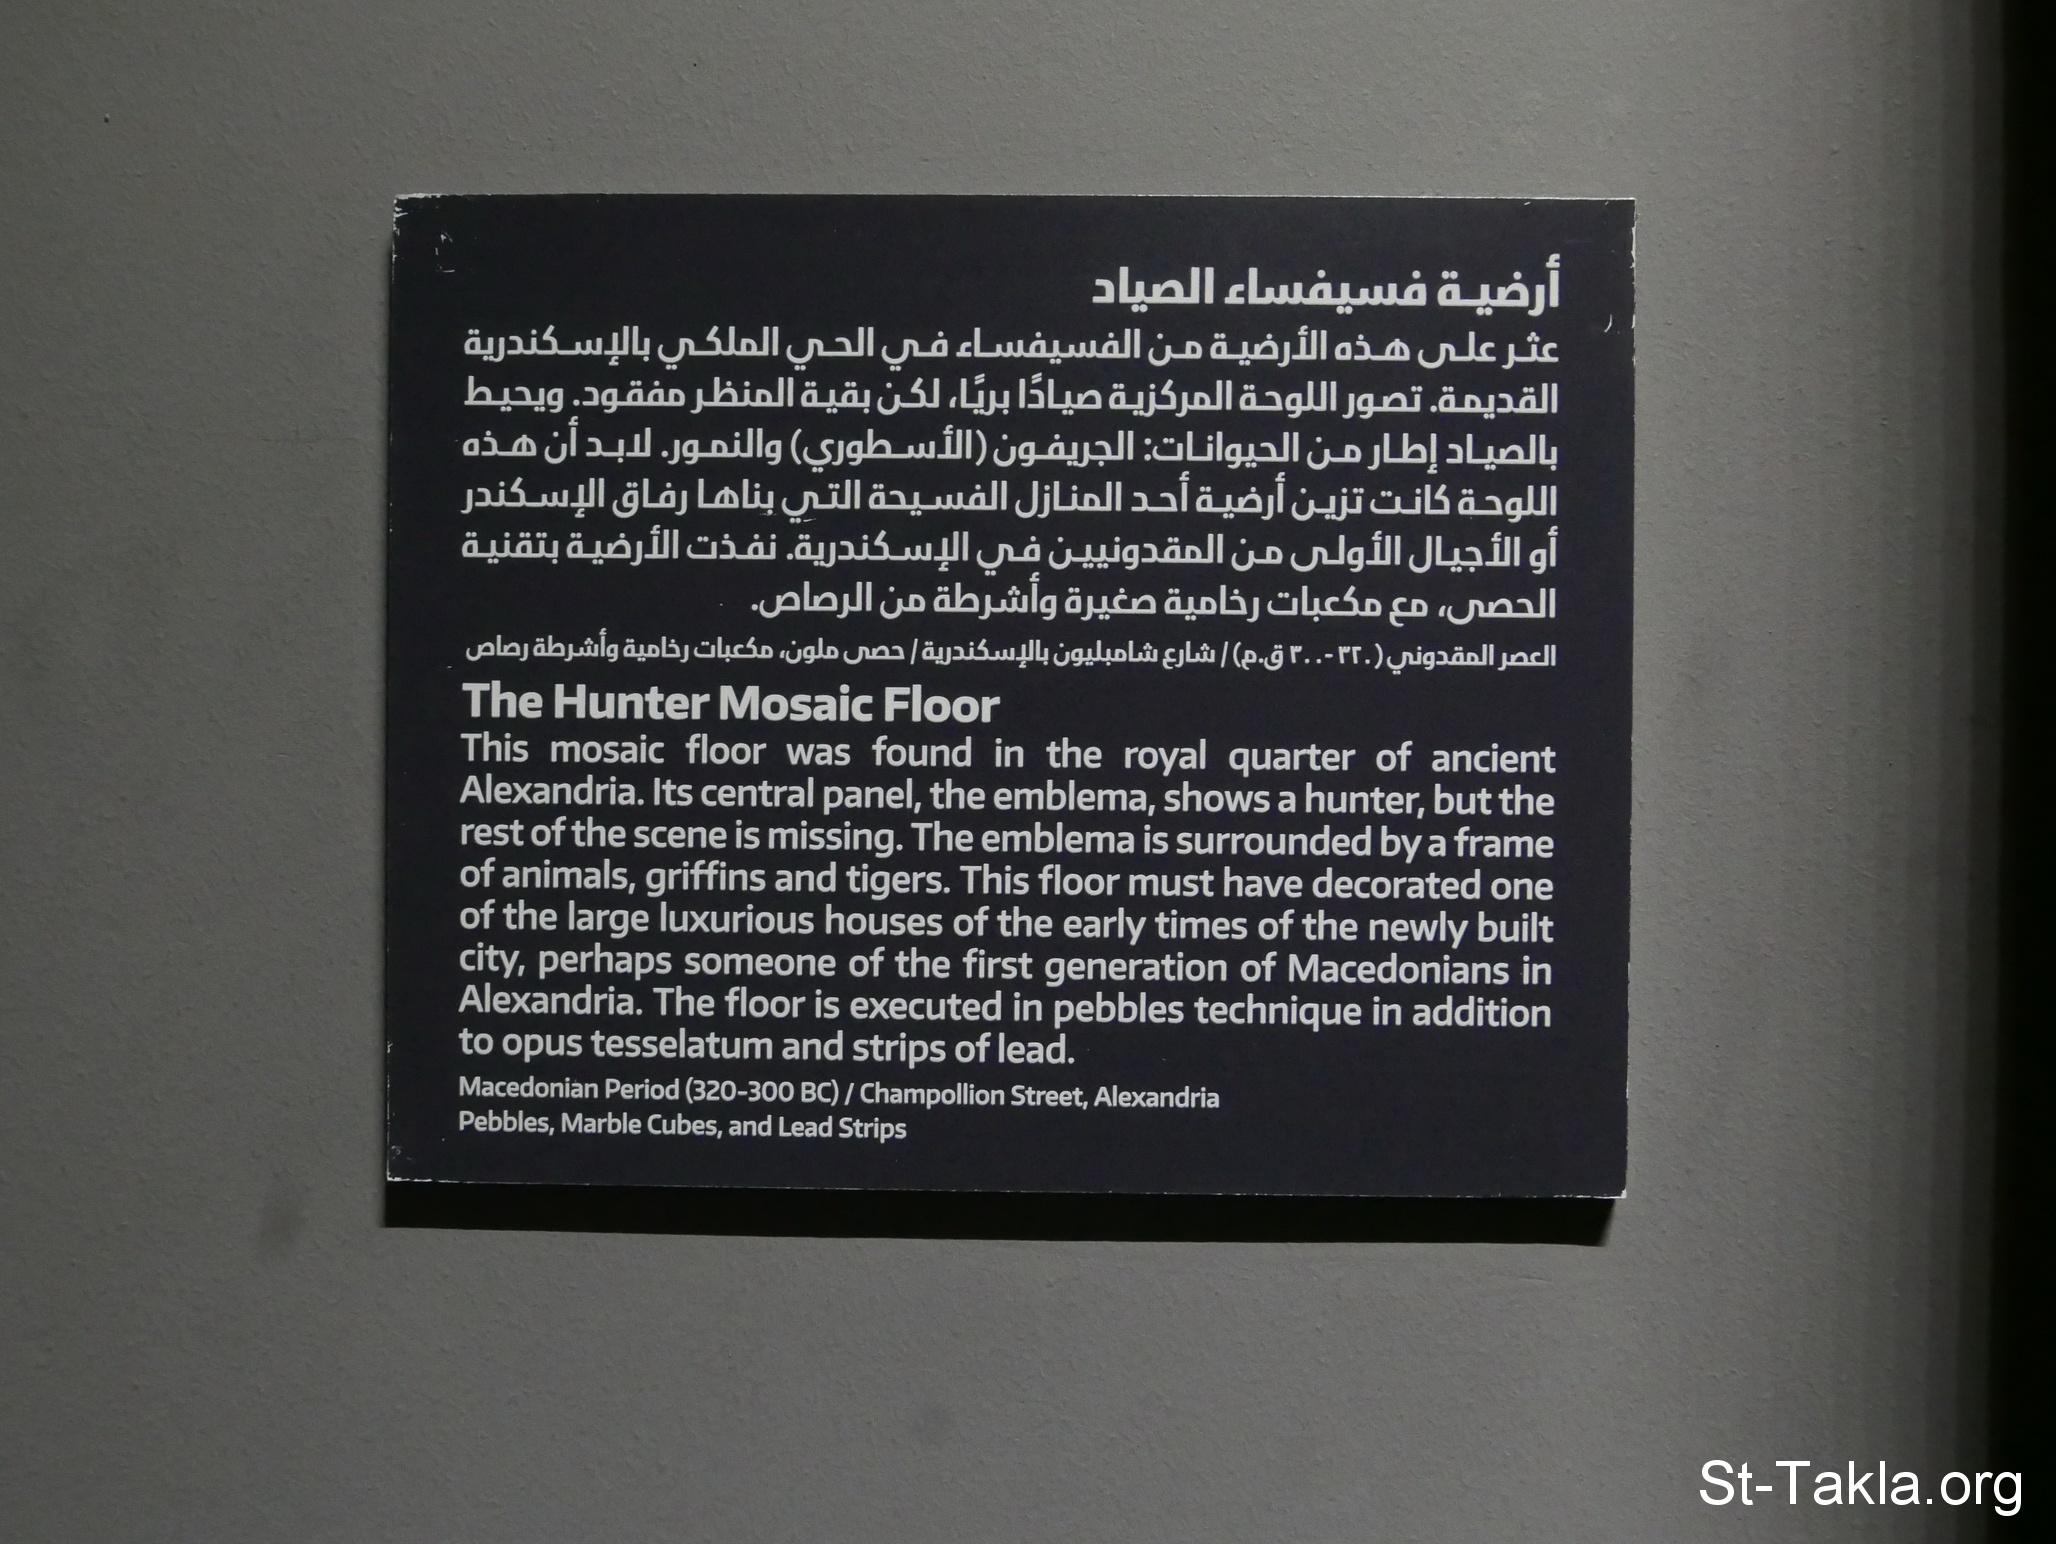 أرضية فسيفساء الصياد
عثر على هذه الأرضية من الفسيفساء في الحي الملكي بالإسكندرية
القديمة. تصور اللوحة المركزية صيادًا بريًا، لكن بقية المنظر مفقود. ويحيط
بالصياد إطار من الحيوانات: الجريفون (الأسطوري) والنمور. لابد أن هذه
اللوحة كانت تزين أرضية أحد المنازل الفسيحة التي بناها رفاق الإسكندر
أو الأجيال الأولى من المقدونيين في الإسكندرية. نفذت الأرضية بتقنية
الحصى، مع مكعبات رخامية صغيرة وأشرطة من الرصاص.
العصر المقدوني (٣٢٠-٣٠٠ ق.م) / شارع شامبليون بالإسكندرية / حصى ملون، مكعبات رخامية وأشرطة رصاص
The Hunter Mosaic Floor
This mosaic floor was found in the royal quarter of ancient
Alexandria. Its central panel, the emblema, shows a hunter, but the
rest of the scene is missing. The emblema is surrounded by a frame
of animals, griffins and tigers. This floor must have decorated one
of the large luxurious houses of the early times of the newly built
city, perhaps someone of the first generation of Macedonians in
Alexandria. The floor is executed in pebbles technique in addition
to opus tesselatum and strips of lead.
Macedonian Period (320-300 BC) / Champollion Street, Alexandria
Pebbles, Marble Cubes, and Lead Strips
St-Takla.org